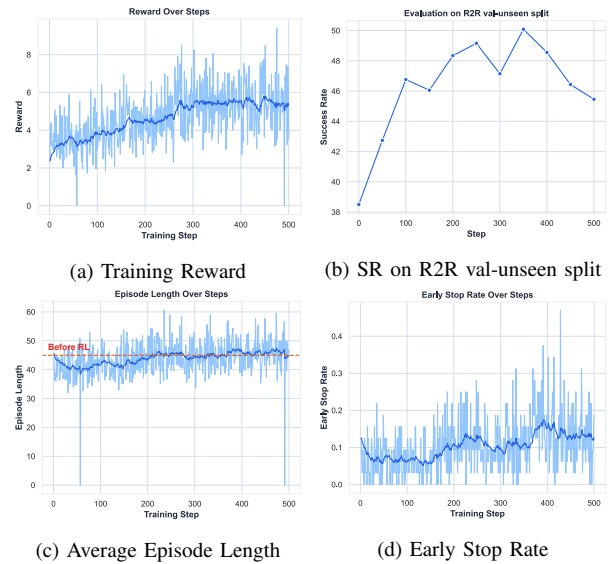 Reward Over Steps
Reward
8
6
4
2
0
0 100 200 300 400 500
Training Step
(a) Training Reward
Evaluation on R2R val-unseen split
Success Rate
50
48
46
44
42
40
38
0 100 200 300 400 500
Step
(b) SR on R2R val-unseen split
Episode Length Over Steps
Episode Length
60
50
40
30
20
10
0
Before RL
0 100 200 300 400 500
Training Step
(c) Average Episode Length
Early Stop Rate Over Steps
Early Stop Rate
0.4
0.3
0.2
0.1
0.0
0 100 200 300 400 500
Training Step
(d) Early Stop Rate